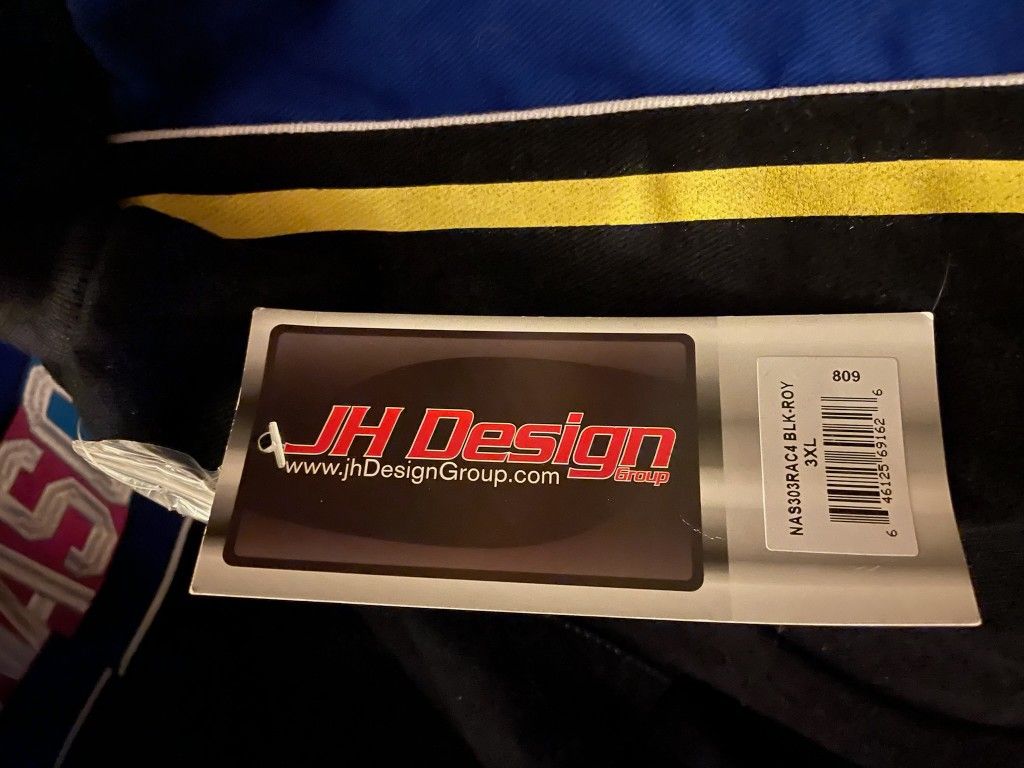 JH Design
Group
www.jhDesignGroup.com
809
NAS303RAC4 BLK-ROY
3XL
6 46125 69162 6